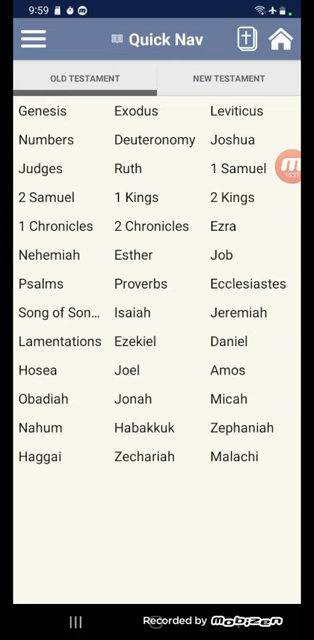 9:59
Quick Nav
OLD TESTAMENT NEW TESTAMENT
Genesis Exodus Leviticus
Numbers Deuteronomy Joshua
Judges Ruth 1 Samuel
2 Samuel 1 Kings 2 Kings
1 Chronicles 2 Chronicles Ezra
Nehemiah Esther Job
Psalms Proverbs Ecclesiastes
Song of Son... Isaiah Jeremiah
Lamentations Ezekiel Daniel
Hosea Joel Amos
Obadiah Jonah Micah
Nahum Habakkuk Zephaniah
Haggai Zechariah Malachi
Recorded by Mobizen